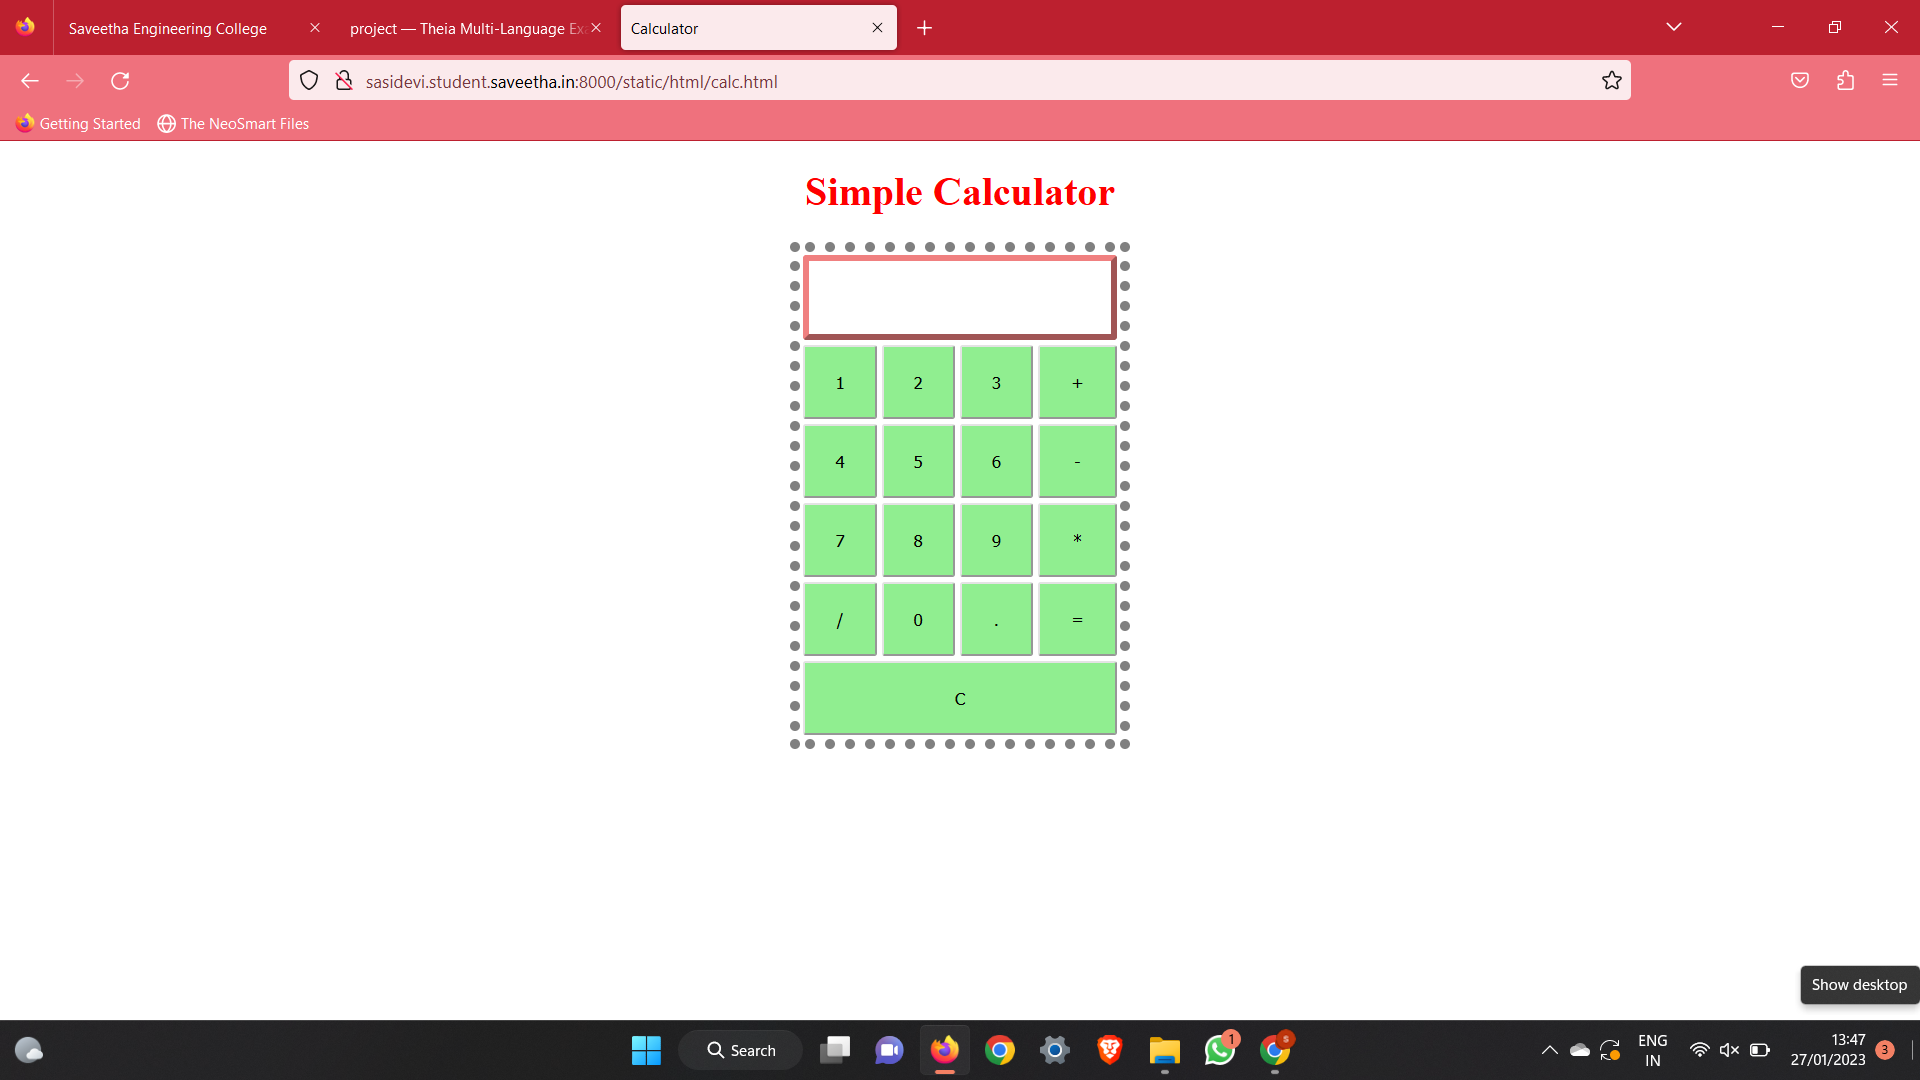 Saveetha Engineering College
project — Theia Multi-Language Ex
Calculator
sasidevi.student.saveetha.in:8000/static/html/calc.html
Getting Started
The NeoSmart Files
Simple Calculator
1 2 3 +
4 5 6 -
7 8 9 *
/ 0 . =
C
Show desktop
Search
1
s
ENG
IN
13:47
27/01/2023
3